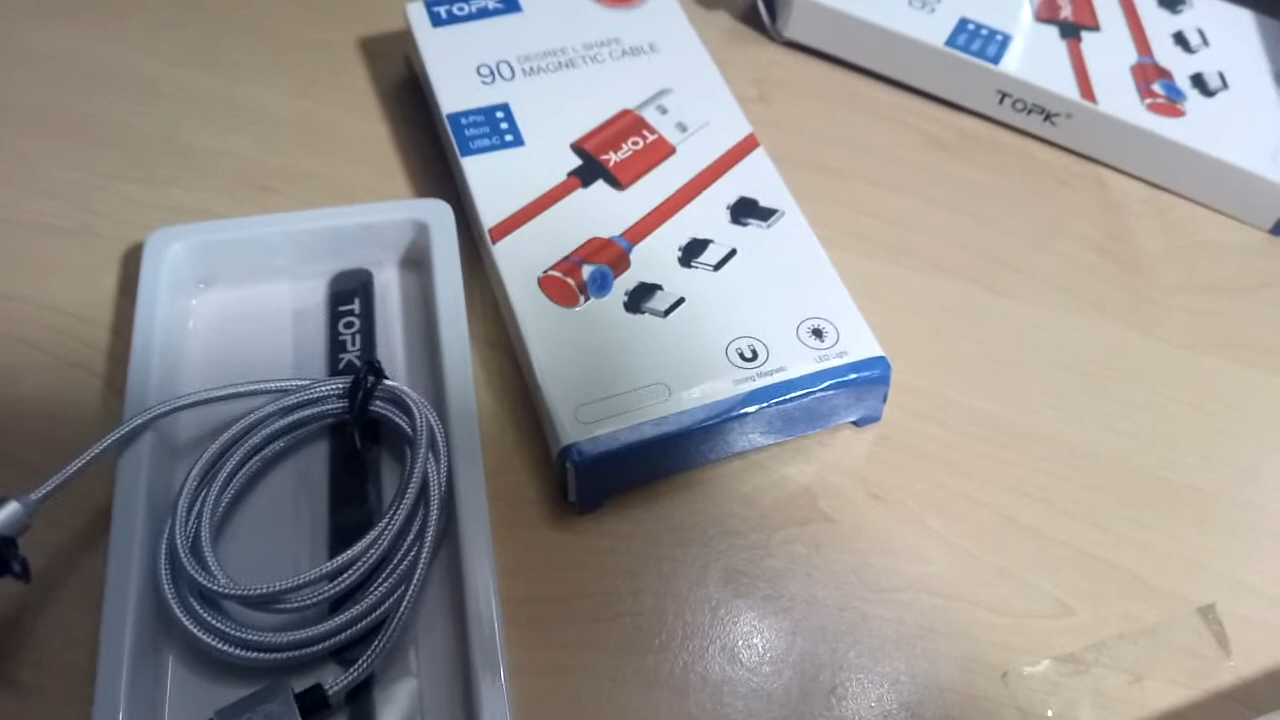 TOPK
90 DEGREE L SHAPE
MAGNETIC CABLE
8-Pin
Micro
USB-C
TOPK
Strong Magnetic
LED Light
TOPK
TOPK®